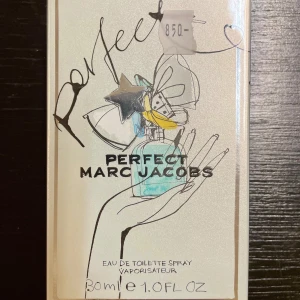 850-
Perfect
PERFECT
MARC JACOBS
EAU DE TOILETTE SPRAY
VAPORISATEUR
30ml e 1.0 FL OZ